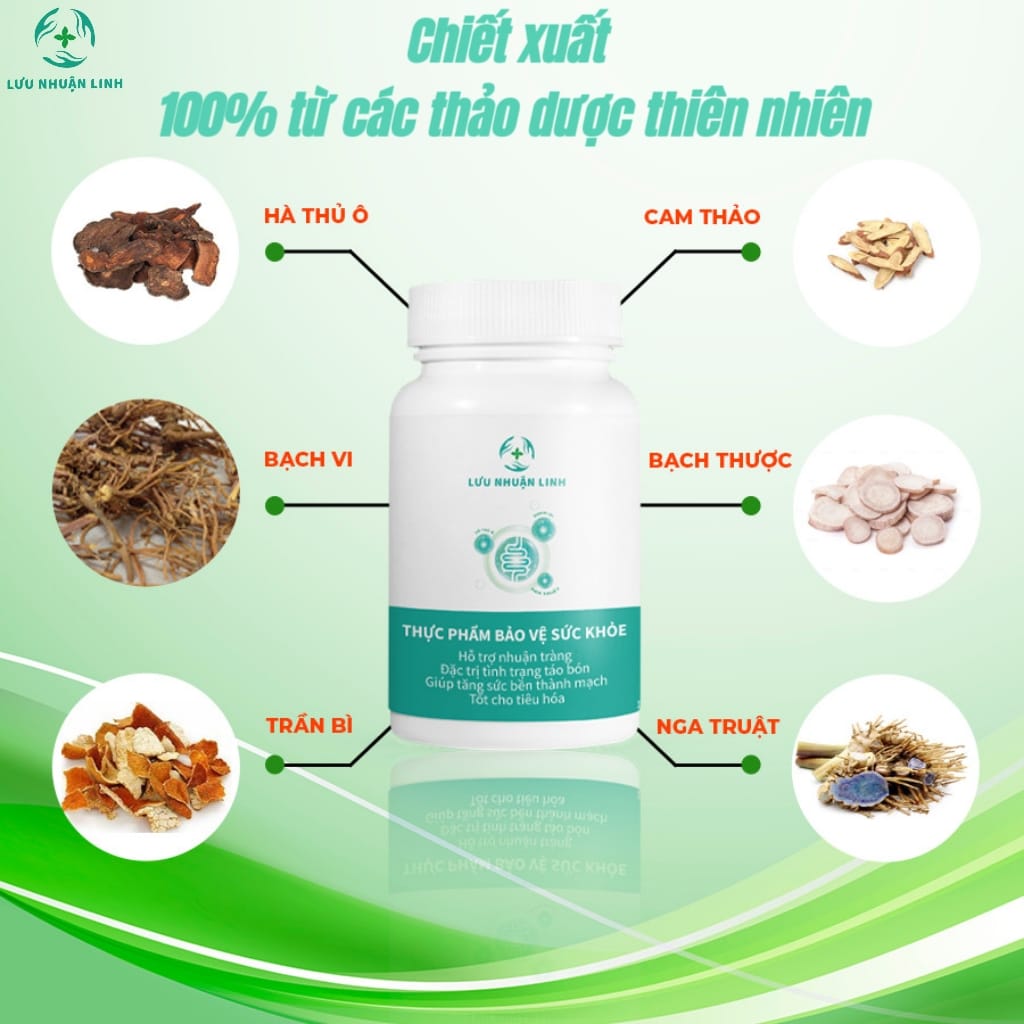 LƯU NHUẬN LINH
Chiết xuất
100% từ các thảo dược thiên nhiên
HÀ THỦ Ô
CAM THẢO
BẠCH VI
BẠCH THƯỢC
TRẦN BÌ
NGA TRUẬT
LƯU NHUẬN LINH
THỰC PHẨM BẢO VỆ SỨC KHỎE
Hỗ trợ nhuận tràng
Đặc trị tình trạng táo bón
Giúp tăng sức bền thành mạch
Tốt cho tiêu hóa